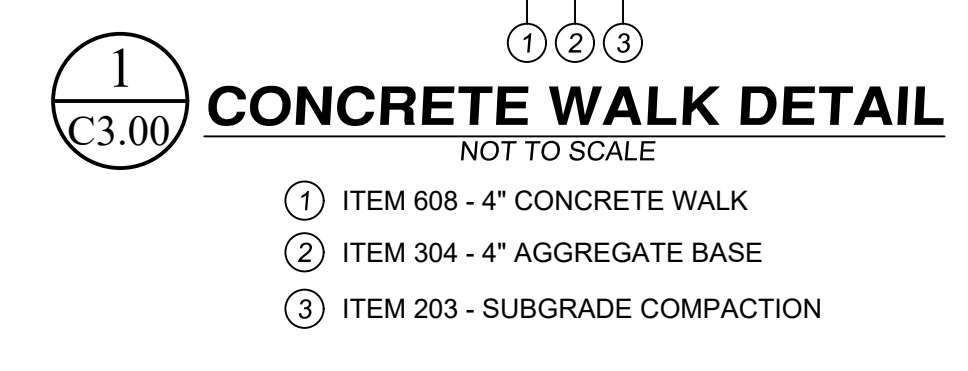 1 2 3
1
C3.00
CONCRETE WALK DETAIL
NOT TO SCALE
1 ITEM 608 - 4" CONCRETE WALK
2 ITEM 304 - 4" AGGREGATE BASE
3 ITEM 203 - SUBGRADE COMPACTION